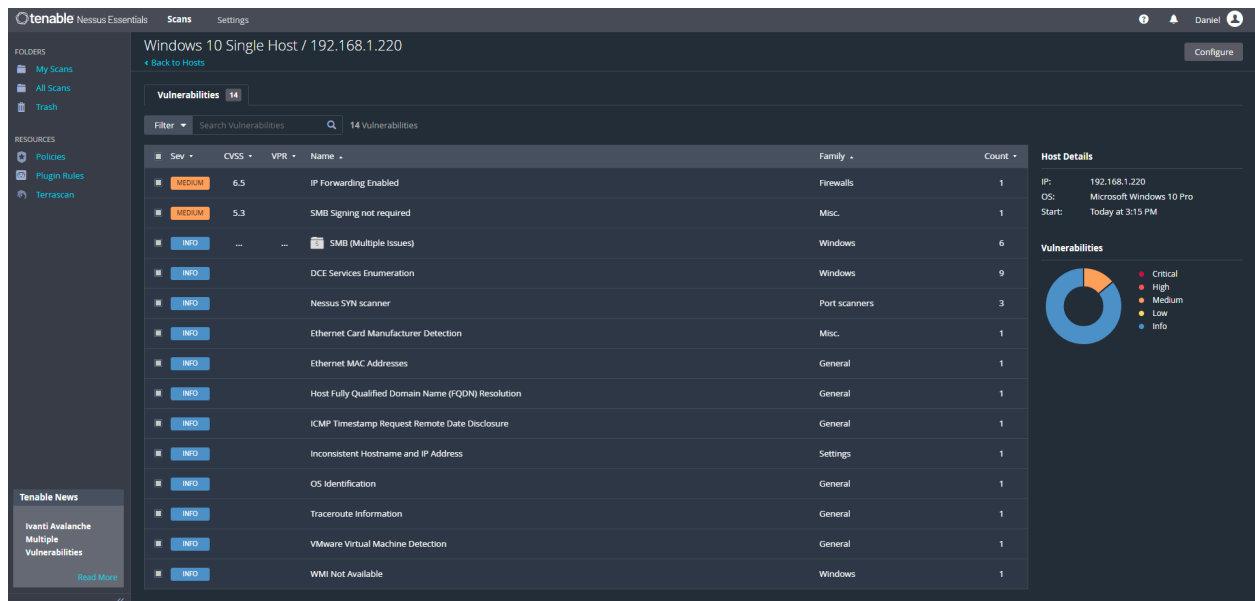 tenable Nessus Essentials Scans Settings Daniel
FOLDERS
My Scans
All Scans
Trash
RESOURCES
Policies
Plugin Rules
Terrascan
Tenable News
Ivanti Avalanche
Multiple
Vulnerabilities
Read More
Windows 10 Single Host / 192.168.1.220
Back to Hosts
Configure
Vulnerabilities 14
Filter Search Vulnerabilities 14 Vulnerabilities
Sev CVSS VPR Name Family Count
MEDIUM 6.5 IP Forwarding Enabled Firewalls 1
MEDIUM 5.3 SMB Signing not required Misc. 1
INFO ... ... 5 SMB (Multiple Issues) Windows 6
INFO DCE Services Enumeration Windows 9
INFO Nessus SYN scanner Port scanners 3
INFO Ethernet Card Manufacturer Detection Misc. 1
INFO Ethernet MAC Addresses General 1
INFO Host Fully Qualified Domain Name (FQDN) Resolution General 1
INFO ICMP Timestamp Request Remote Date Disclosure General 1
INFO Inconsistent Hostname and IP Address Settings 1
INFO OS Identification General 1
INFO Traceroute Information General 1
INFO VMware Virtual Machine Detection General 1
INFO WMI Not Available Windows 1
Host Details
IP: 192.168.1.220
OS: Microsoft Windows 10 Pro
Start: Today at 3:15 PM
Vulnerabilities
Critical
High
Medium
Low
Info